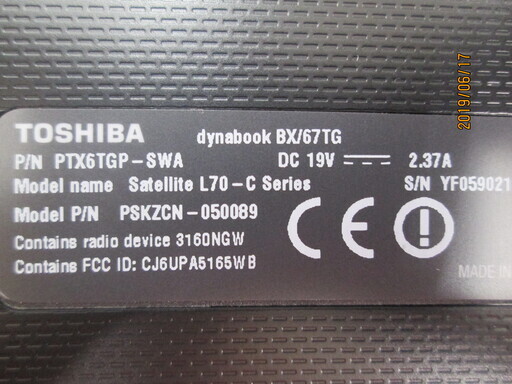 2019/06/17
TOSHIBA dynabook BX/67TG
P/N PTX6TGP-SWA DC 19V 2.37A
Model name Satellite L70-C Series S/N YF059021
Model P/N PSKZCN-050089
Contains radio device 3160NGW
Contains FCC ID: CJ6UPA5165WB
CE
MADE IN